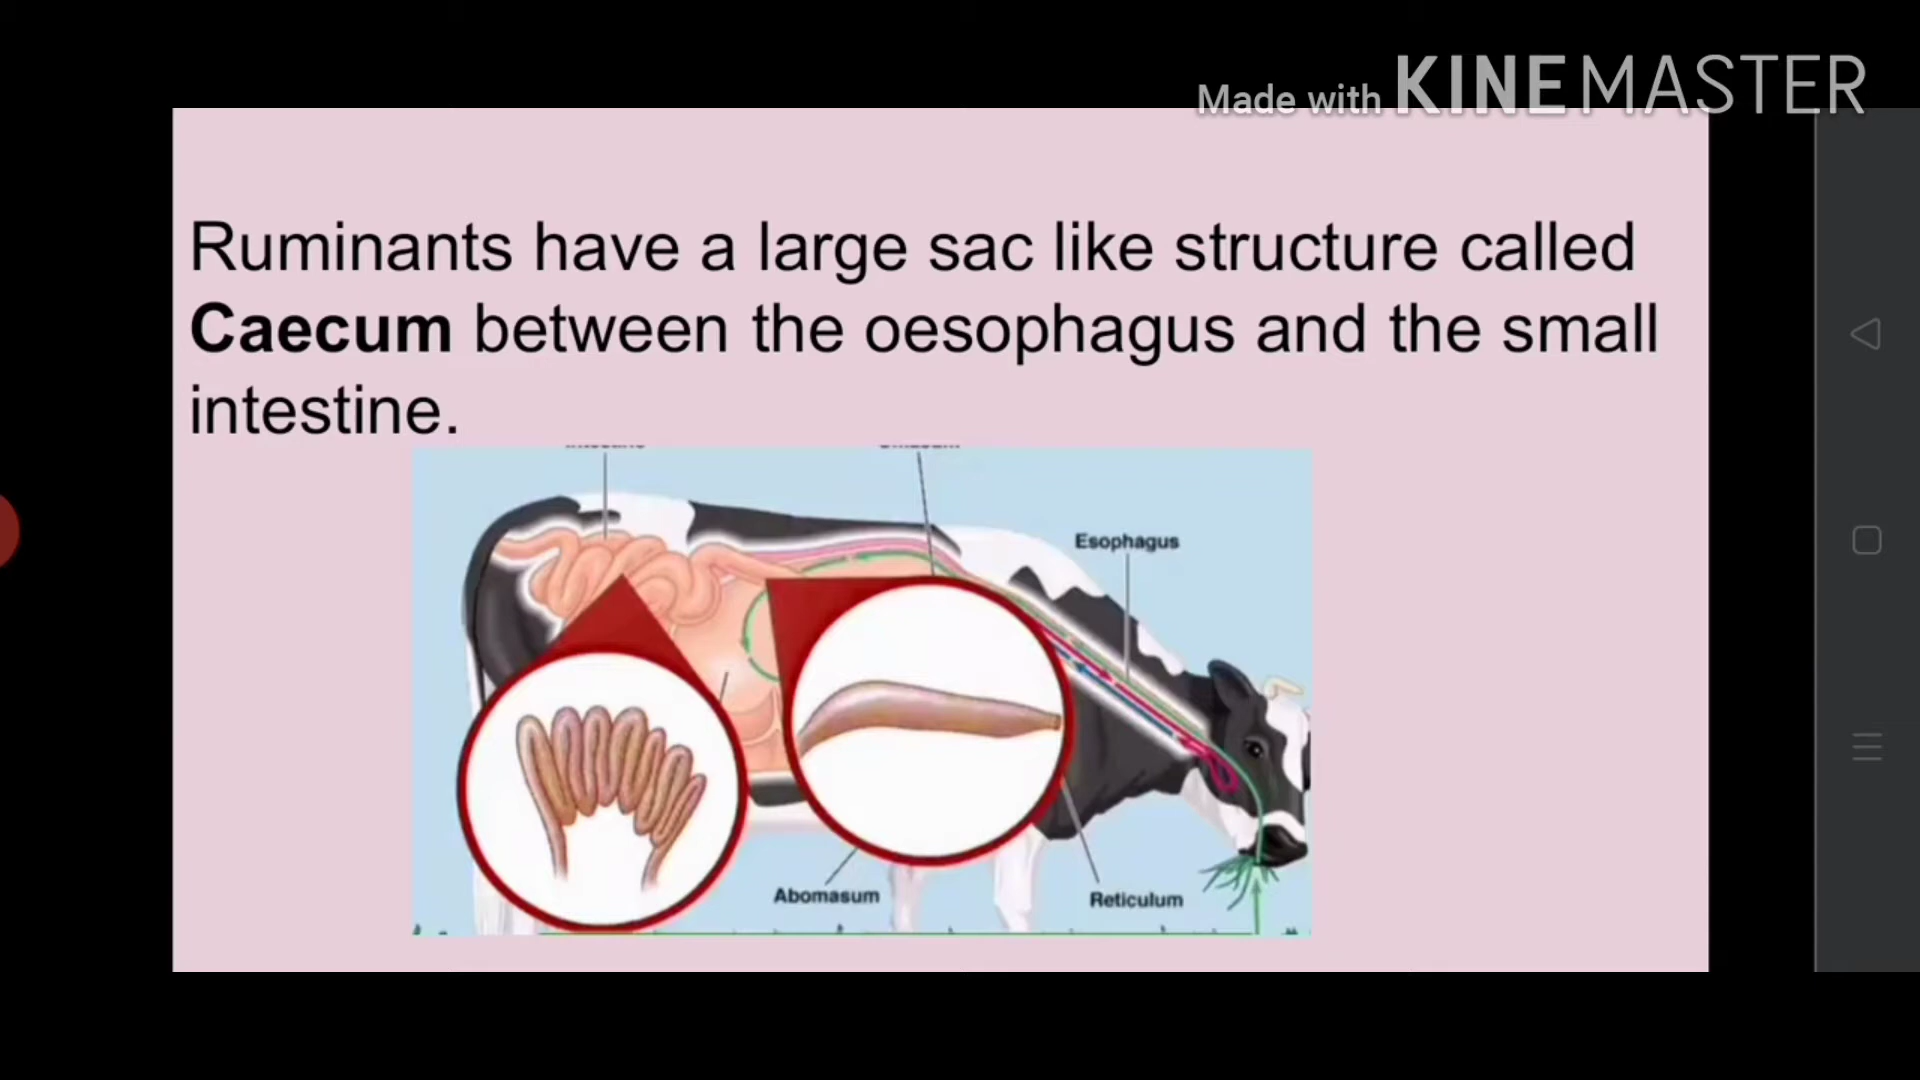 Made with KINEMASTER
Ruminants have a large sac like structure called
Caecum between the oesophagus and the small
intestine.
Esophagus
Abomasum
Reticulum